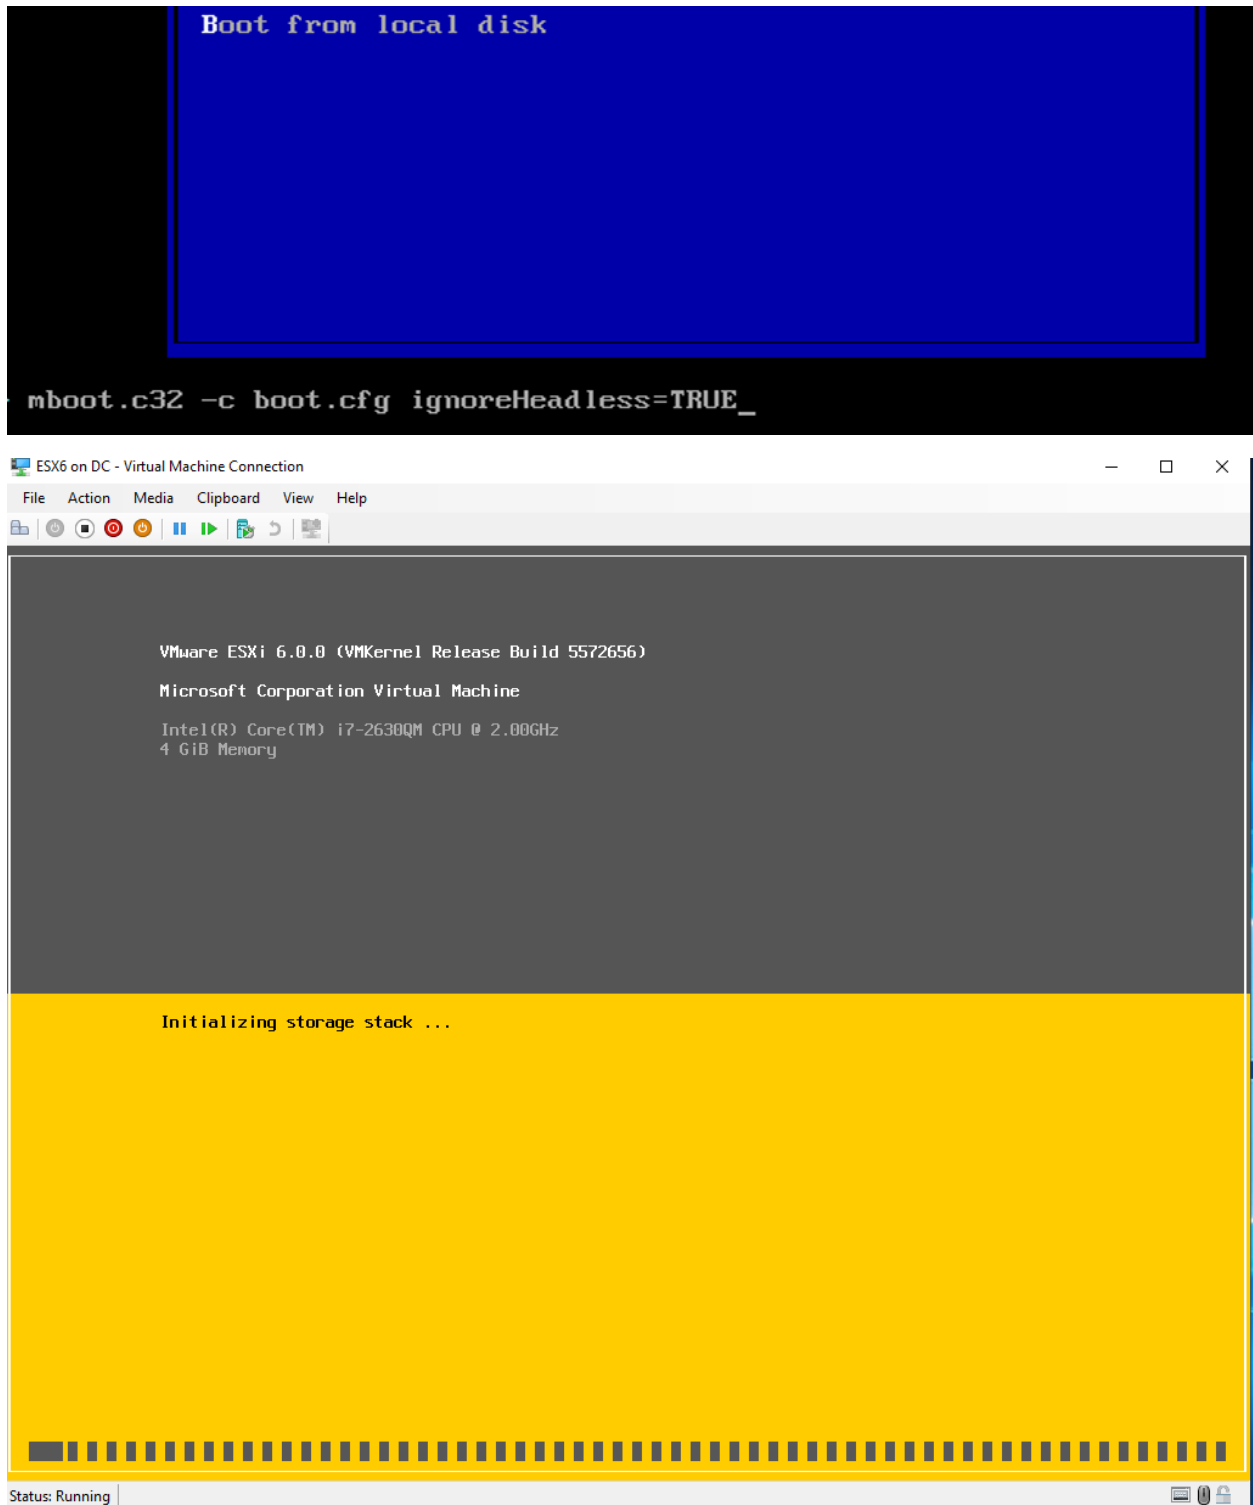 Boot from local disk
mboot.c32 -c boot.cfg ignoreHeadless=TRUE_
ESX6 on DC - Virtual Machine Connection
File Action Media Clipboard View Help
VMware ESXi 6.0.0 (VMKernel Release Build 5572656)
Microsoft Corporation Virtual Machine
Intel(R) Core(TM) i7-2630QM CPU @ 2.00GHz
4 GiB Memory
Initializing storage stack ...
Status: Running